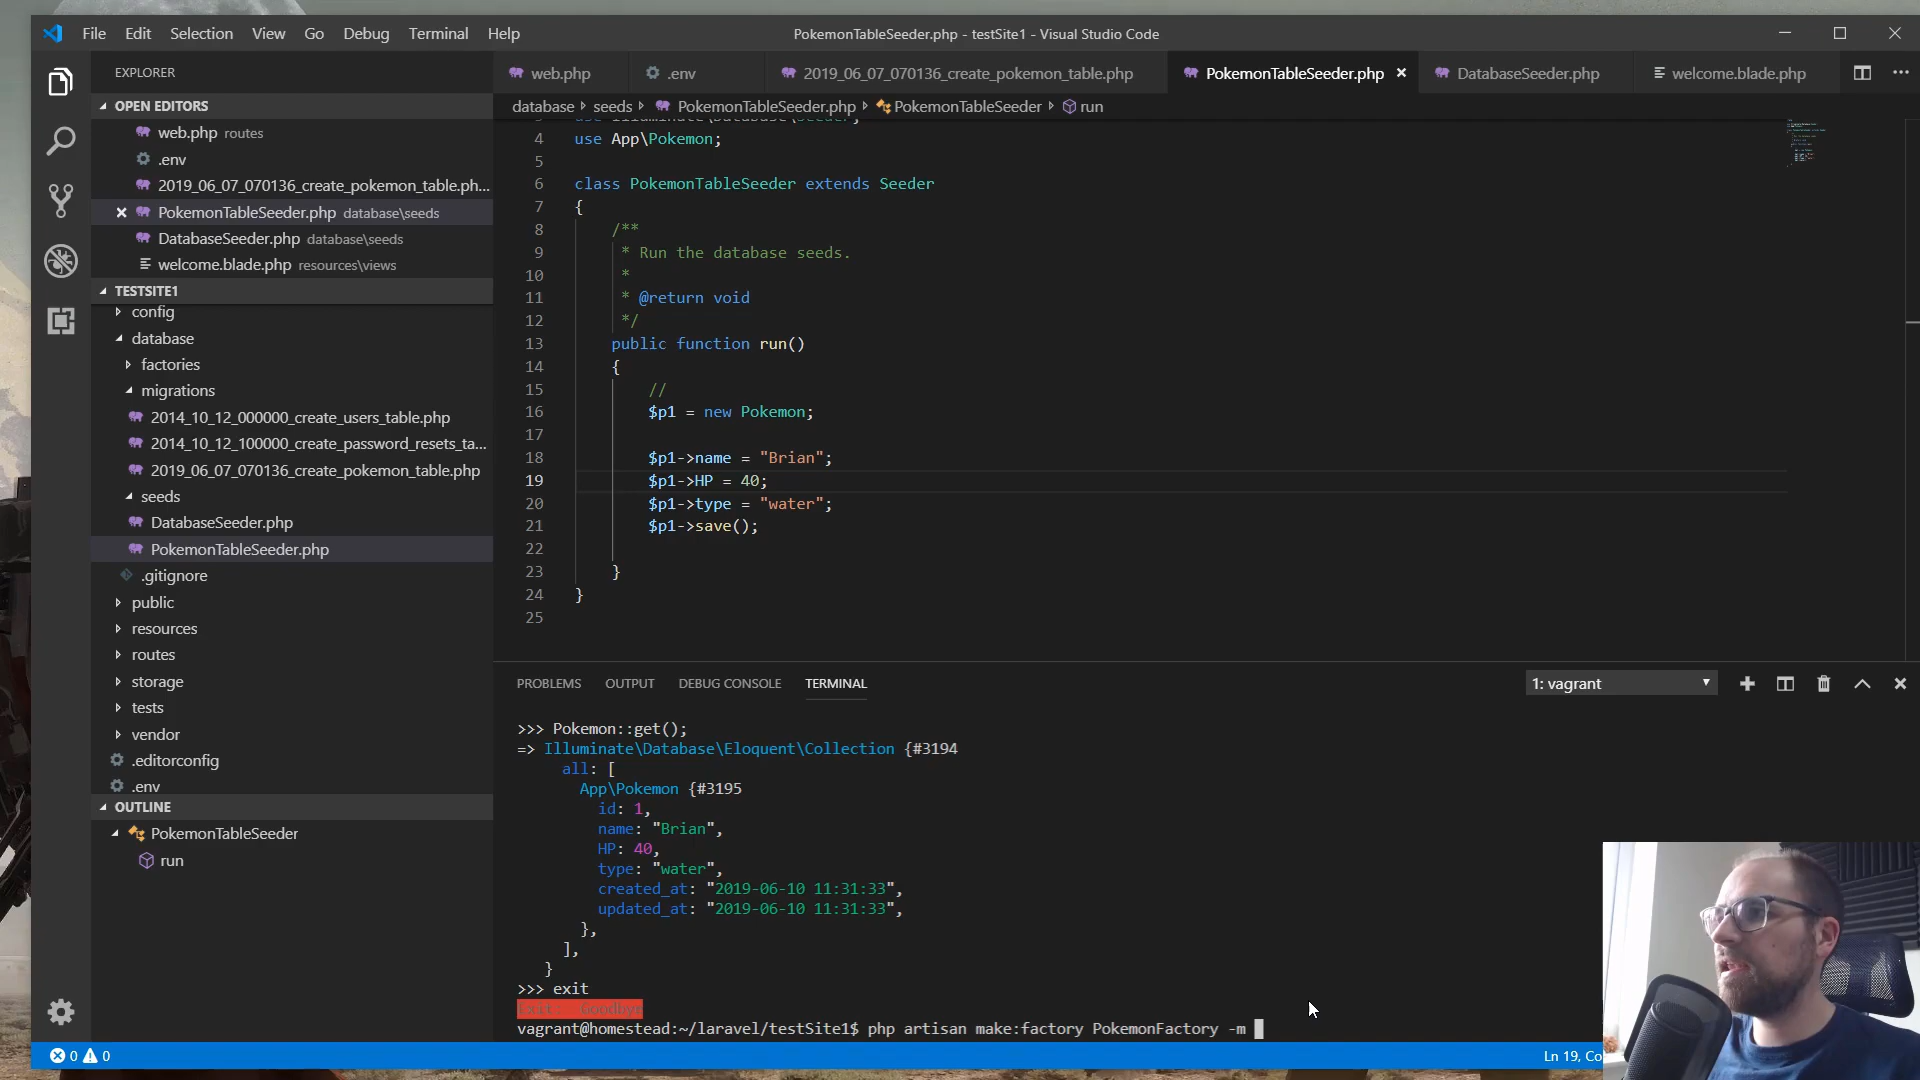 File Edit Selection View Go Debug Terminal Help
PokemonTableSeeder.php - testSite1 - Visual Studio Code
EXPLORER
OPEN EDITORS
web.php routes
.env
2019_06_07_070136_create_pokemon_table.ph...
PokemonTableSeeder.php database\seeds
DatabaseSeeder.php database\seeds
welcome.blade.php resources\views
TESTSITE1
config
database
factories
migrations
2014_10_12_000000_create_users_table.php
2014_10_12_100000_create_password_resets_ta...
2019_06_07_070136_create_pokemon_table.php
seeds
DatabaseSeeder.php
PokemonTableSeeder.php
.gitignore
public
resources
routes
storage
tests
vendor
.editorconfig
.env
OUTLINE
PokemonTableSeeder
run
web.php .env 2019_06_07_070136_create_pokemon_table.php PokemonTableSeeder.php DatabaseSeeder.php welcome.blade.php
database seeds PokemonTableSeeder.php PokemonTableSeeder run
3 use Illuminate\Database\Seeder;
4 use App\Pokemon;
5
6 class PokemonTableSeeder extends Seeder
7 {
8 /**
9 * Run the database seeds.
10 *
11 * @return void
12 */
13 public function run()
14 {
15 //
16 $p1 = new Pokemon;
17
18 $p1->name = "Brian";
19 $p1->HP = 40;
20 $p1->type = "water";
21 $p1->save();
22
23 }
24 }
25
PROBLEMS OUTPUT DEBUG CONSOLE TERMINAL
1: vagrant
>>> Pokemon::get();
=> Illuminate\Database\Eloquent\Collection {#3194
all: [
App\Pokemon {#3195
id: 1,
name: "Brian",
HP: 40,
type: "water",
created_at: "2019-06-10 11:31:33",
updated_at: "2019-06-10 11:31:33",
},
],
}
>>> exit
Exit: Goodbye
vagrant@homestead:~/laravel/testSite1$ php artisan make:factory PokemonFactory -m
0 0
Ln 19, Co